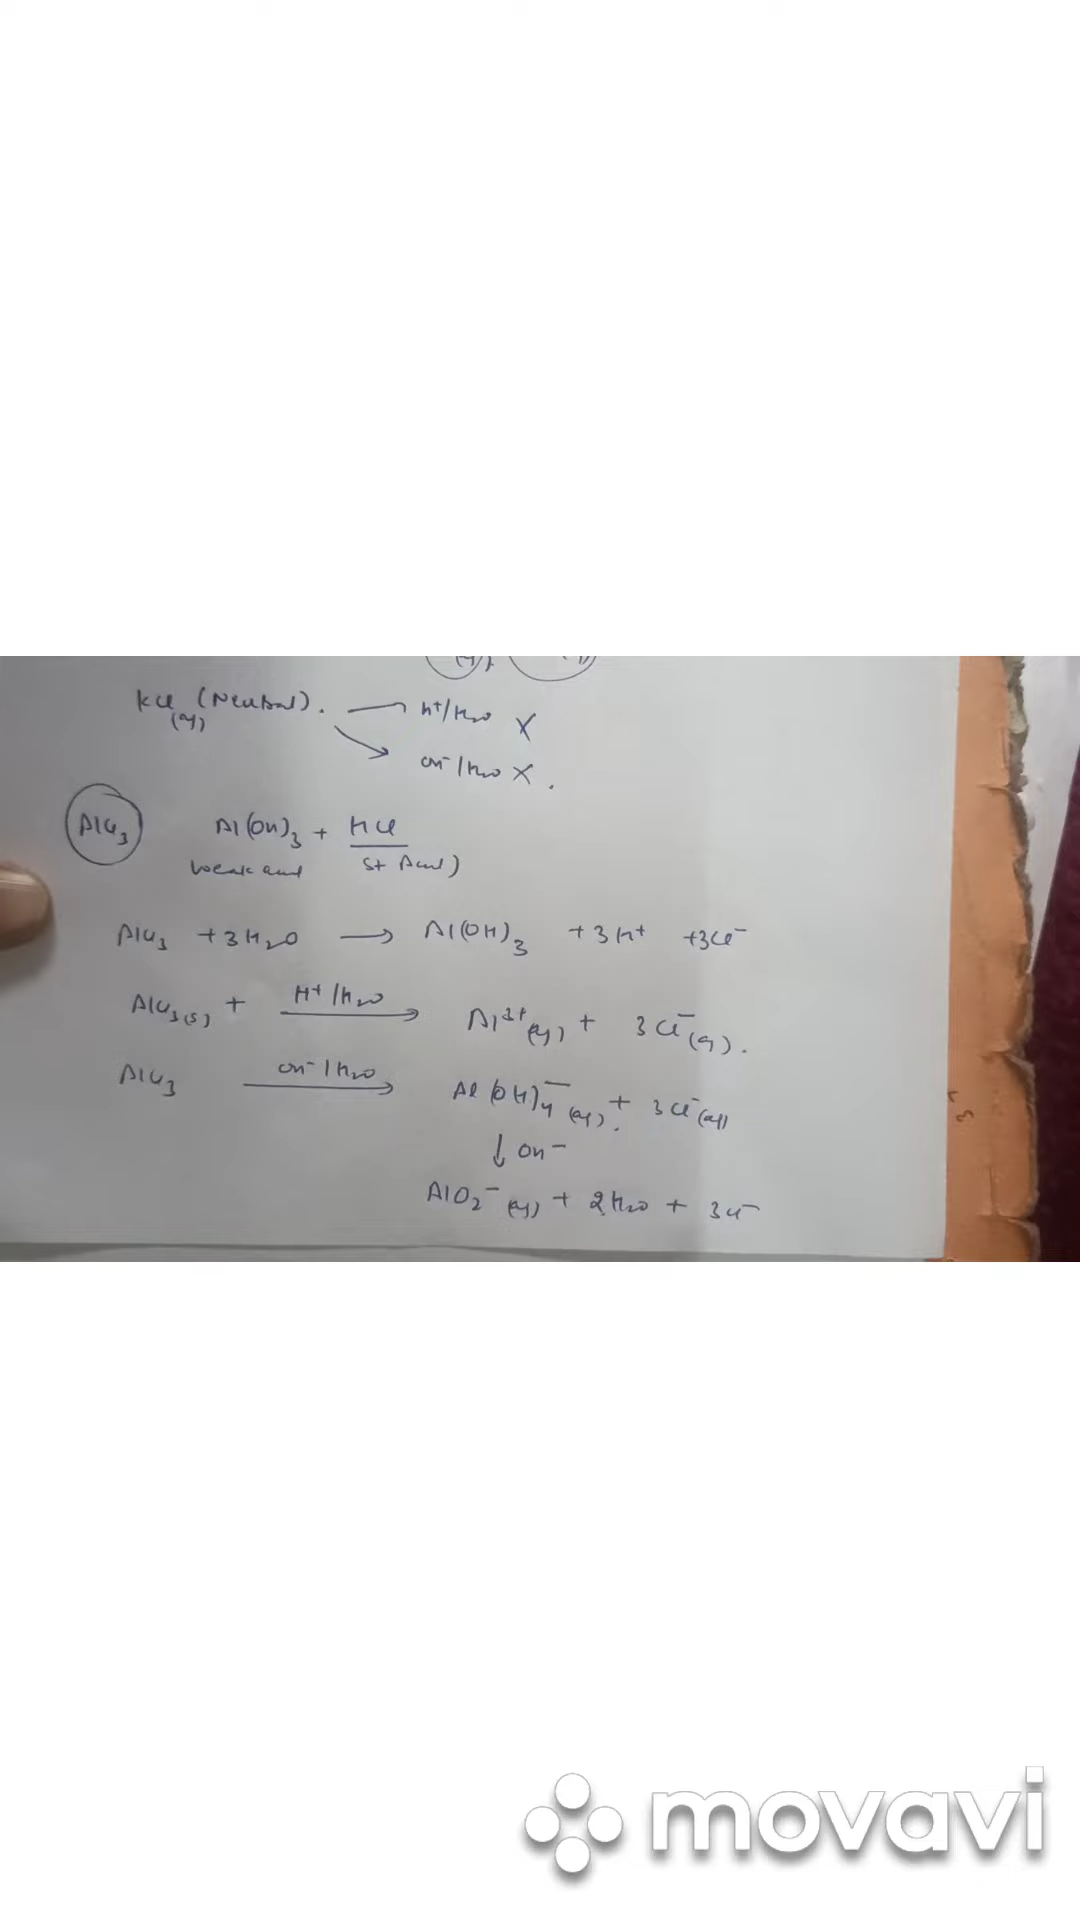 KCl (Neutral). → H⁺/H₂O X
(aq)
→ OH⁻/H₂O X.
AlCl₃ Al(OH)₃ + HCl
weak St Acid)
AlCl₃ + 3H₂O → Al(OH)₃ + 3H⁺ + 3Cl⁻
AlCl₃(s) + H⁺/H₂O → Al³⁺(aq) + 3Cl⁻(aq).
AlCl₃ OH⁻/H₂O → Al(OH)₄⁻(aq) + 3Cl⁻(aq)
↓ OH⁻
AlO₂⁻(aq) + 2H₂O + 3Cl⁻
movavi